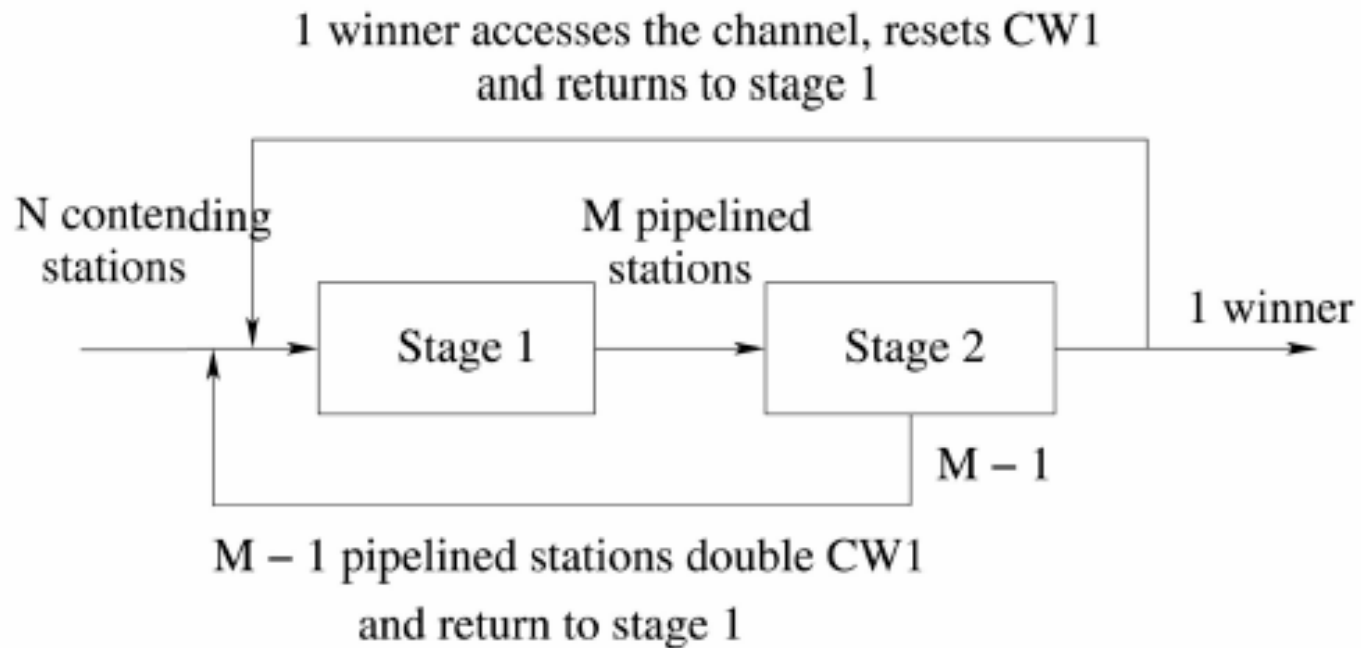 1 winner accesses the channel, resets CW1
and returns to stage 1
N contending
stations
M pipelined
stations
1 winner
Stage 1
Stage 2
M – 1
M – 1 pipelined stations double CW1
and return to stage 1